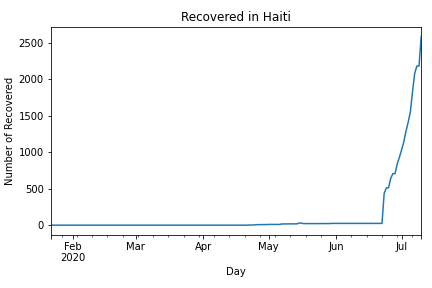 Recovered in Haiti
Number of Recovered
2500
2000
1500
1000
500
0
Feb Mar Apr May Jun Jul
2020
Day